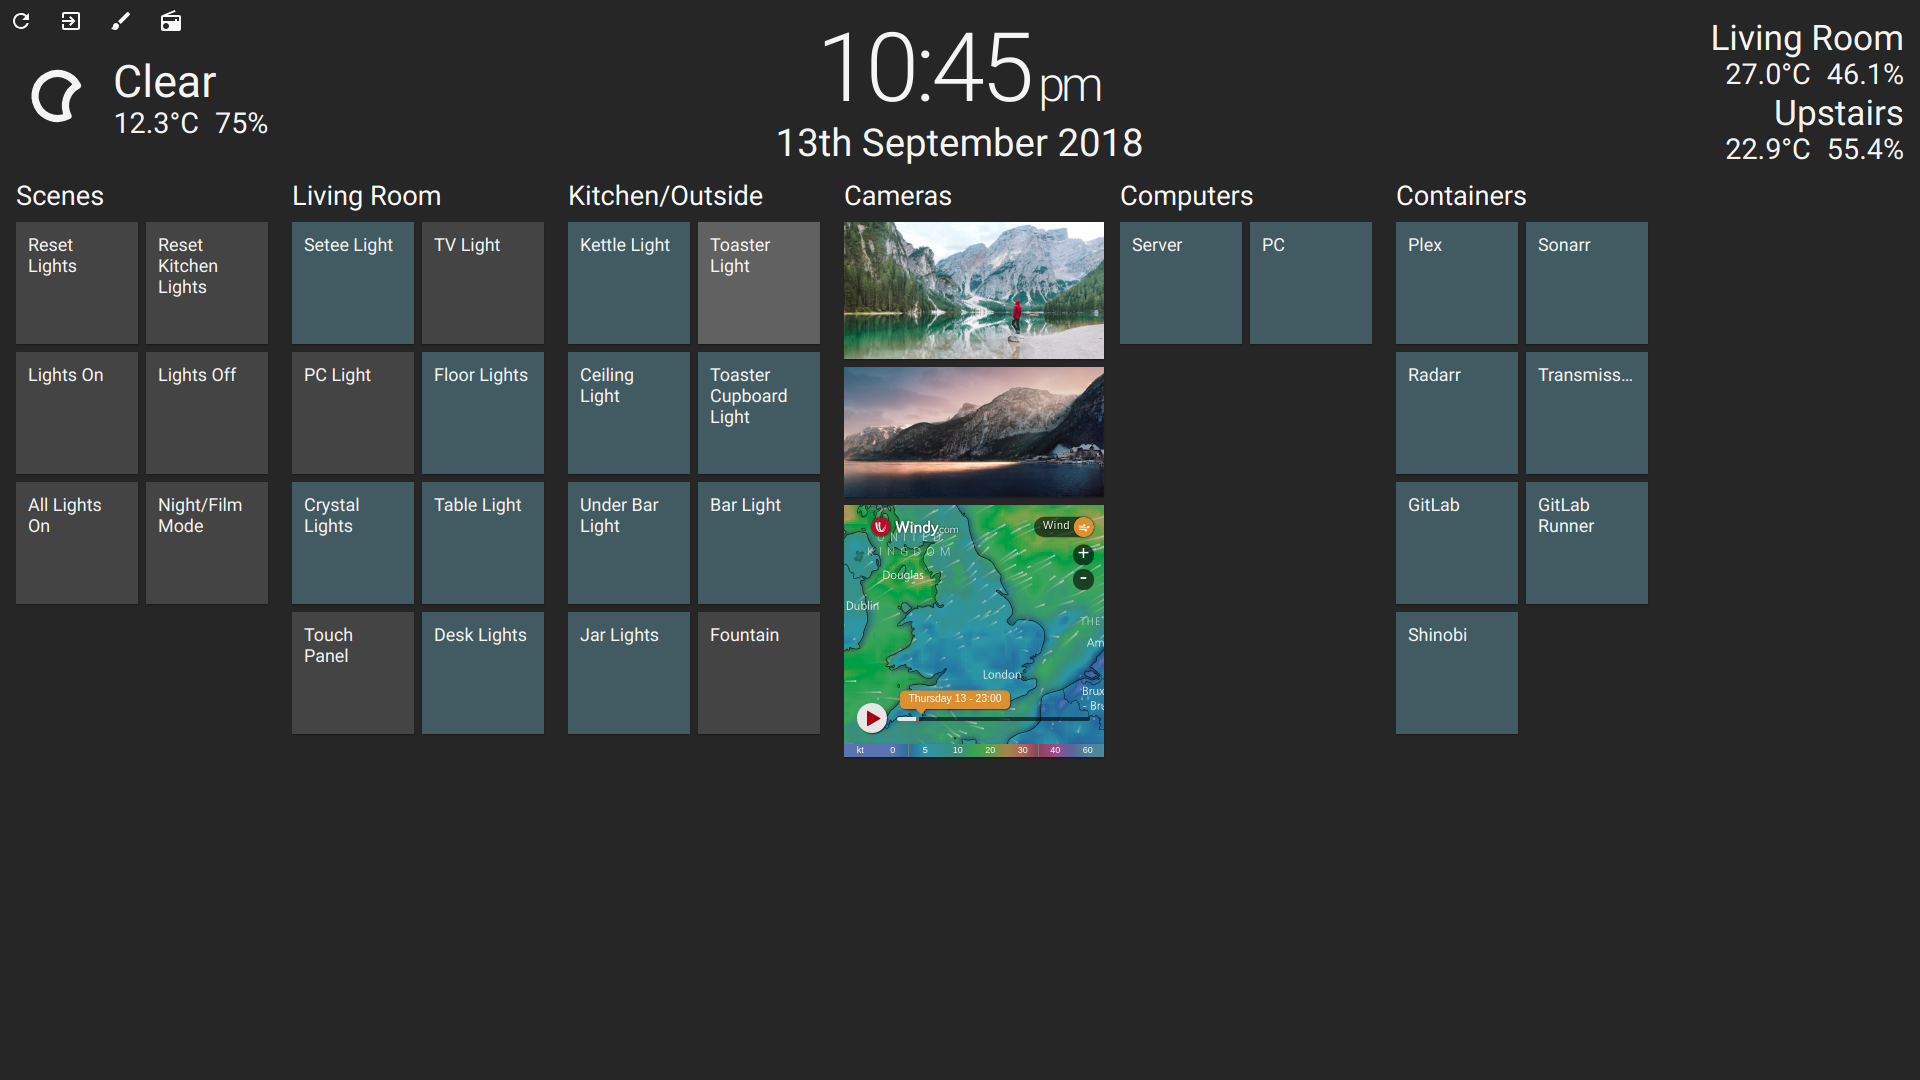 Clear
12.3°C 75%
10:45 pm
13th September 2018
Living Room
27.0°C 46.1%
Upstairs
22.9°C 55.4%
Scenes
Reset
Lights
Reset
Kitchen
Lights
Lights On
Lights Off
All Lights
On
Night/Film
Mode
Living Room
Setee Light
TV Light
PC Light
Floor Lights
Crystal
Lights
Table Light
Touch
Panel
Desk Lights
Kitchen/Outside
Kettle Light
Toaster
Light
Ceiling
Light
Toaster
Cupboard
Light
Under Bar
Light
Bar Light
Jar Lights
Fountain
Cameras
Windy.com
Wind
UNITED
KINGDOM
+
-
Douglas
Dublin
THE
Am
London
Brux
- Bru
Thursday 13 - 23:00
kt 0 5 10 20 30 40 60
Computers
Server
PC
Containers
Plex
Sonarr
Radarr
Transmiss...
GitLab
GitLab
Runner
Shinobi